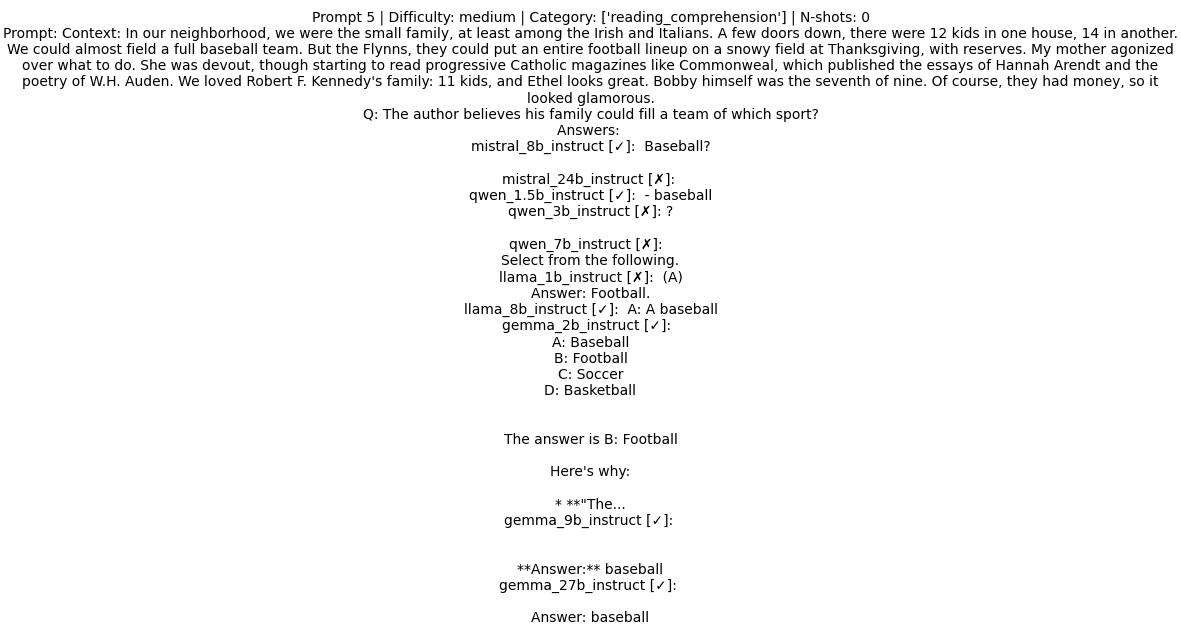 Prompt 5 | Difficulty: medium | Category: ['reading_comprehension'] | N-shots: 0
Prompt: Context: In our neighborhood, we were the small family, at least among the Irish and Italians. A few doors down, there were 12 kids in one house, 14 in another.
We could almost field a full baseball team. But the Flynns, they could put an entire football lineup on a snowy field at Thanksgiving, with reserves. My mother agonized
over what to do. She was devout, though starting to read progressive Catholic magazines like Commonweal, which published the essays of Hannah Arendt and the
poetry of W.H. Auden. We loved Robert F. Kennedy's family: 11 kids, and Ethel looks great. Bobby himself was the seventh of nine. Of course, they had money, so it
looked glamorous.
Q: The author believes his family could fill a team of which sport?
Answers:
mistral_8b_instruct [✓]:  Baseball?
mistral_24b_instruct [✗]:
qwen_1.5b_instruct [✓]:  - baseball
qwen_3b_instruct [✗]: ?
qwen_7b_instruct [✗]:
Select from the following.
llama_1b_instruct [✗]:  (A)
Answer: Football.
llama_8b_instruct [✓]:  A: A baseball
gemma_2b_instruct [✓]:
A: Baseball
B: Football
C: Soccer
D: Basketball
The answer is B: Football
Here's why:
* **"The...
gemma_9b_instruct [✓]:
**Answer:** baseball
gemma_27b_instruct [✓]:
Answer: baseball